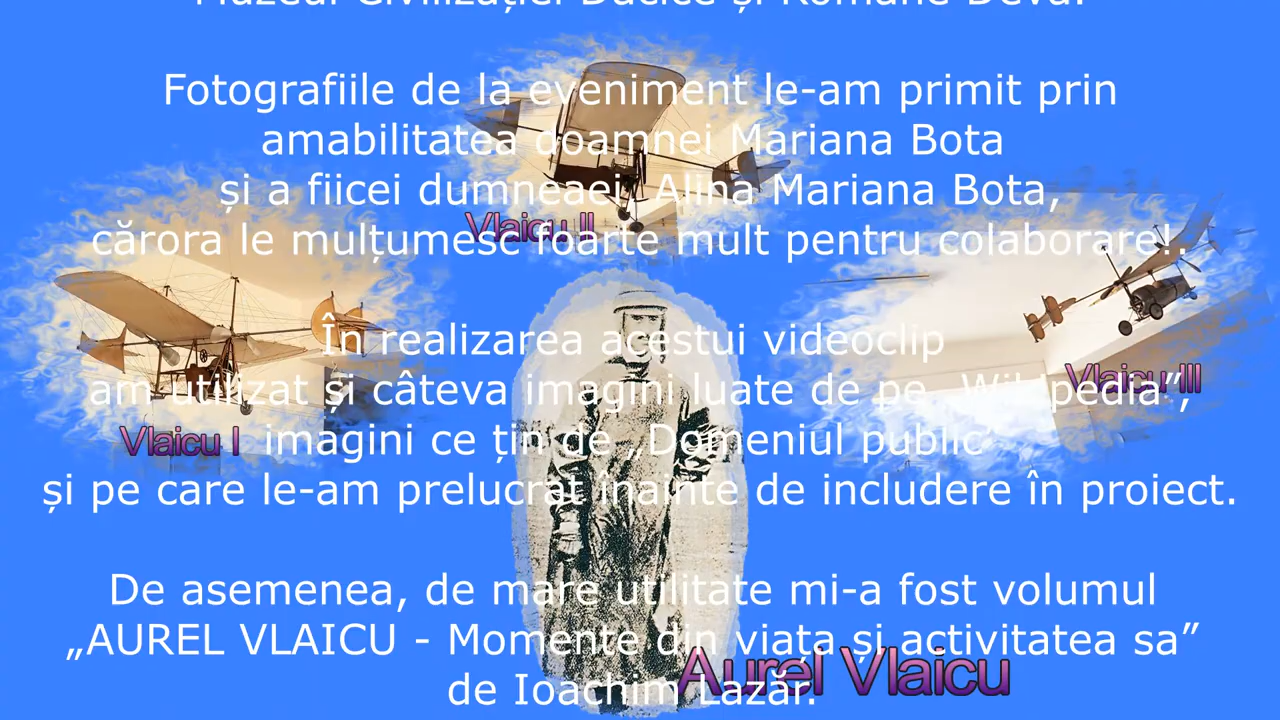 Muzeul Civilizației Dacice și Romane Deva.
Fotografiile de la eveniment le-am primit prin
amabilitatea doamnei Mariana Bota
și a fiicei dumneaei, Alina Mariana Bota,
Vlaicu II
cărora le mulțumesc foarte mult pentru colaborare!.
În realizarea acestui videoclip
am utilizat și câteva imagini luate de pe „Wikipedia”,
Vlaicu III
Vlaicu I
imagini ce țin de „Domeniul public”
și pe care le-am prelucrat înainte de includere în proiect.
De asemenea, de mare utilitate mi-a fost volumul
„AUREL VLAICU - Momente din viața și activitatea sa”
Aurel Vlaicu
de Ioachim Lazăr.